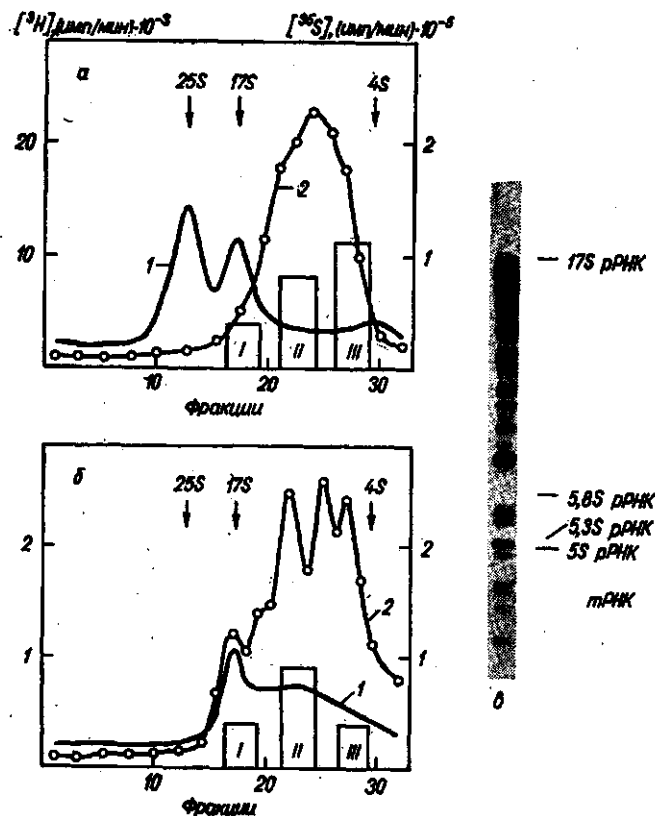 [³H],(имп/мин)·10⁻³ [³⁵S],(имп/мин)·10⁻⁵
а
25S 17S 4S
20 2
2
10 1
1
I II III
10 20 30
Фракции
б
25S 17S 4S
2 2
2
1 1
1
I II III
10 20 30
Фракции
17S рРНК
5,8S рРНК
5,3S рРНК
5S рРНК
тРНК
в